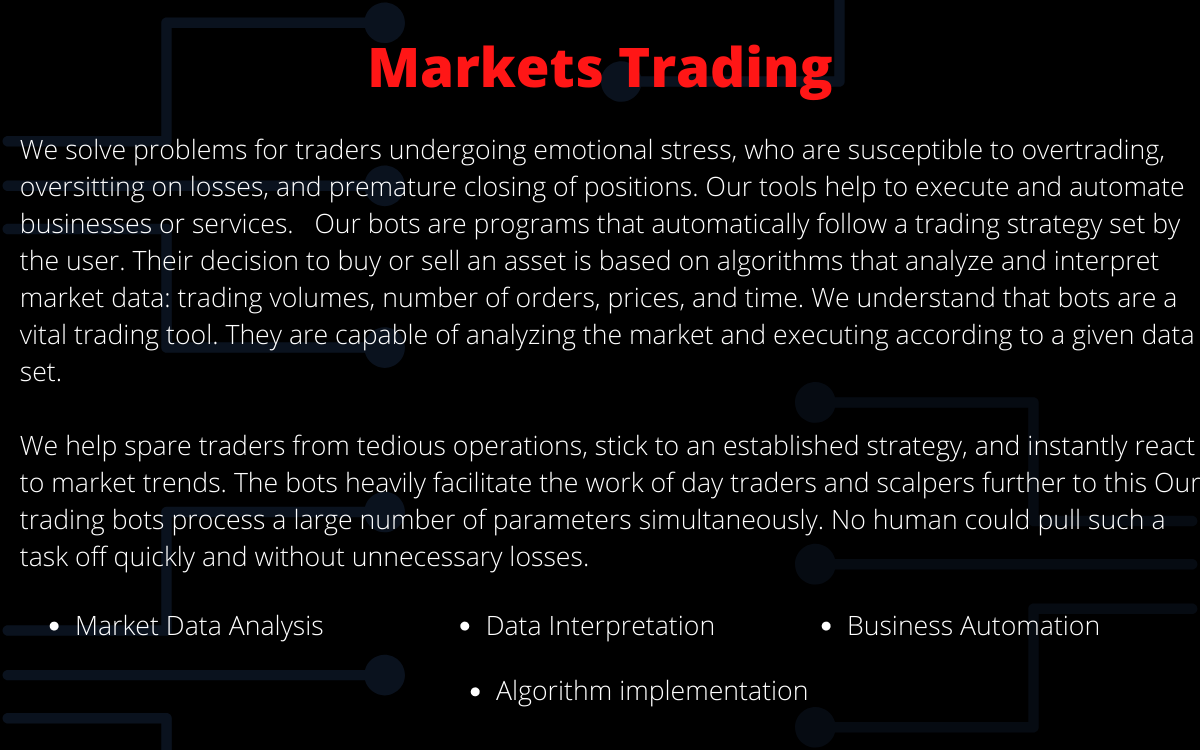 Markets Trading
We solve problems for traders undergoing emotional stress, who are susceptible to overtrading,
oversitting on losses, and premature closing of positions. Our tools help to execute and automate
businesses or services.   Our bots are programs that automatically follow a trading strategy set by
the user. Their decision to buy or sell an asset is based on algorithms that analyze and interpret
market data: trading volumes, number of orders, prices, and time. We understand that bots are a
vital trading tool. They are capable of analyzing the market and executing according to a given data
set.
We help spare traders from tedious operations, stick to an established strategy, and instantly react
to market trends. The bots heavily facilitate the work of day traders and scalpers further to this Our
trading bots process a large number of parameters simultaneously. No human could pull such a
task off quickly and without unnecessary losses.
• Market Data Analysis • Data Interpretation • Business Automation
• Algorithm implementation